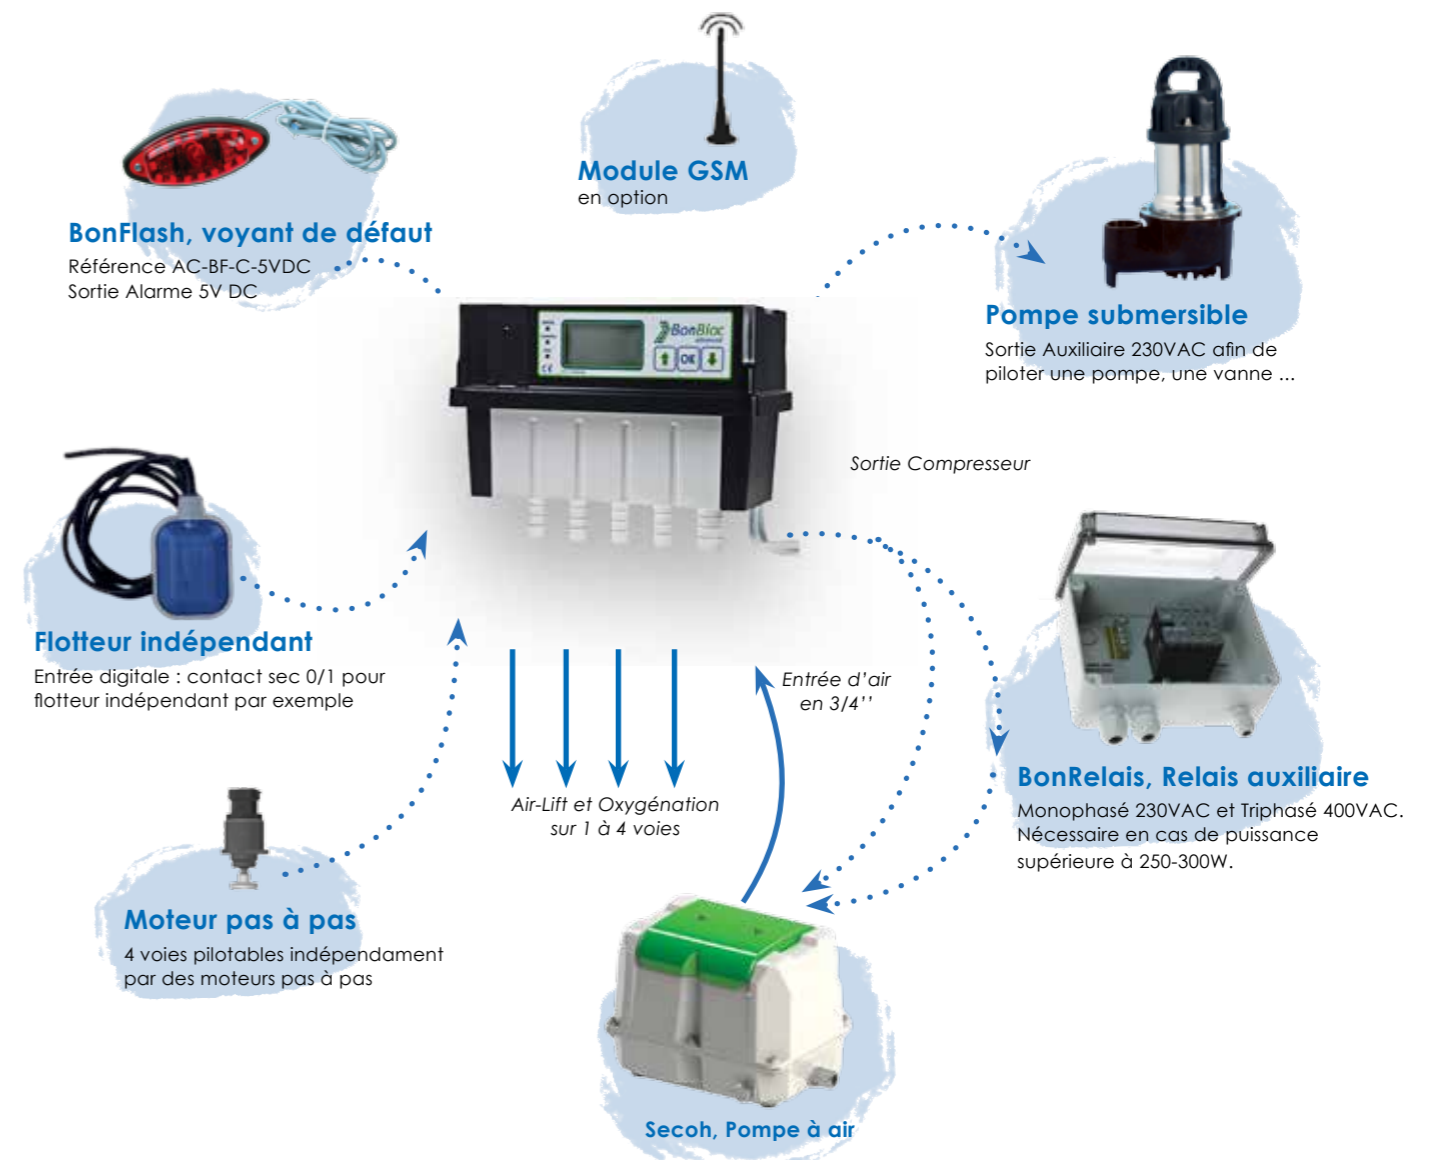 Module GSM
en option
BonFlash, voyant de défaut
Référence AC-BF-C-5VDC
Sortie Alarme 5V DC
Pompe submersible
Sortie Auxiliaire 230VAC afin de
piloter une pompe, une vanne ...
BonBloc
OK
Sortie Compresseur
Flotteur indépendant
Entrée digitale : contact sec 0/1 pour
flotteur indépendant par exemple
Entrée d'air
en 3/4''
BonRelais, Relais auxiliaire
Monophasé 230VAC et Triphasé 400VAC.
Nécessaire en cas de puissance
supérieure à 250-300W.
Air-Lift et Oxygénation
sur 1 à 4 voies
Moteur pas à pas
4 voies pilotables indépendament
par des moteurs pas à pas
Secoh, Pompe à air